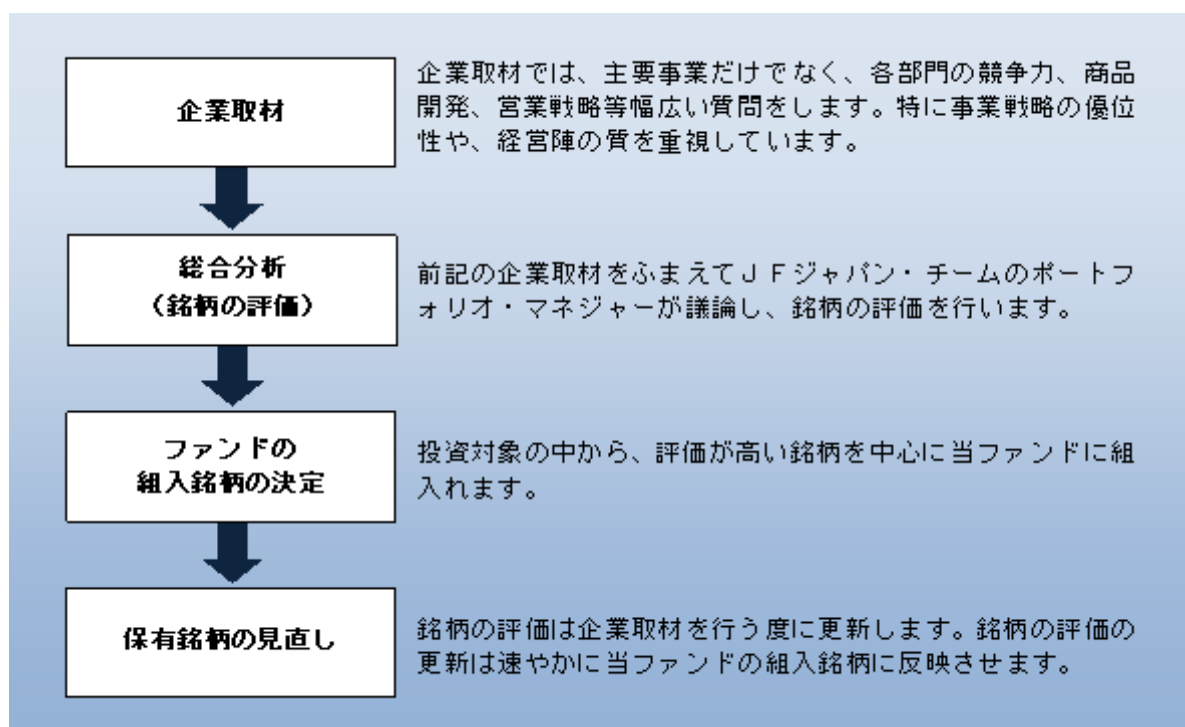 企業取材
企業取材では、主要事業だけでなく、各部門の競争力、商品
開発、営業戦略等幅広い質問をします。特に事業戦略の優位
性や、経営陣の質を重視しています。
総合分析
（銘柄の評価）
前記の企業取材をふまえてＪＦジャパン・チームのポートフ
ォリオ・マネジャーが議論し、銘柄の評価を行います。
ファンドの
組入銘柄の決定
投資対象の中から、評価が高い銘柄を中心に当ファンドに組
入れます。
保有銘柄の見直し
銘柄の評価は企業取材を行う度に更新します。銘柄の評価の
更新は速やかに当ファンドの組入銘柄に反映させます。